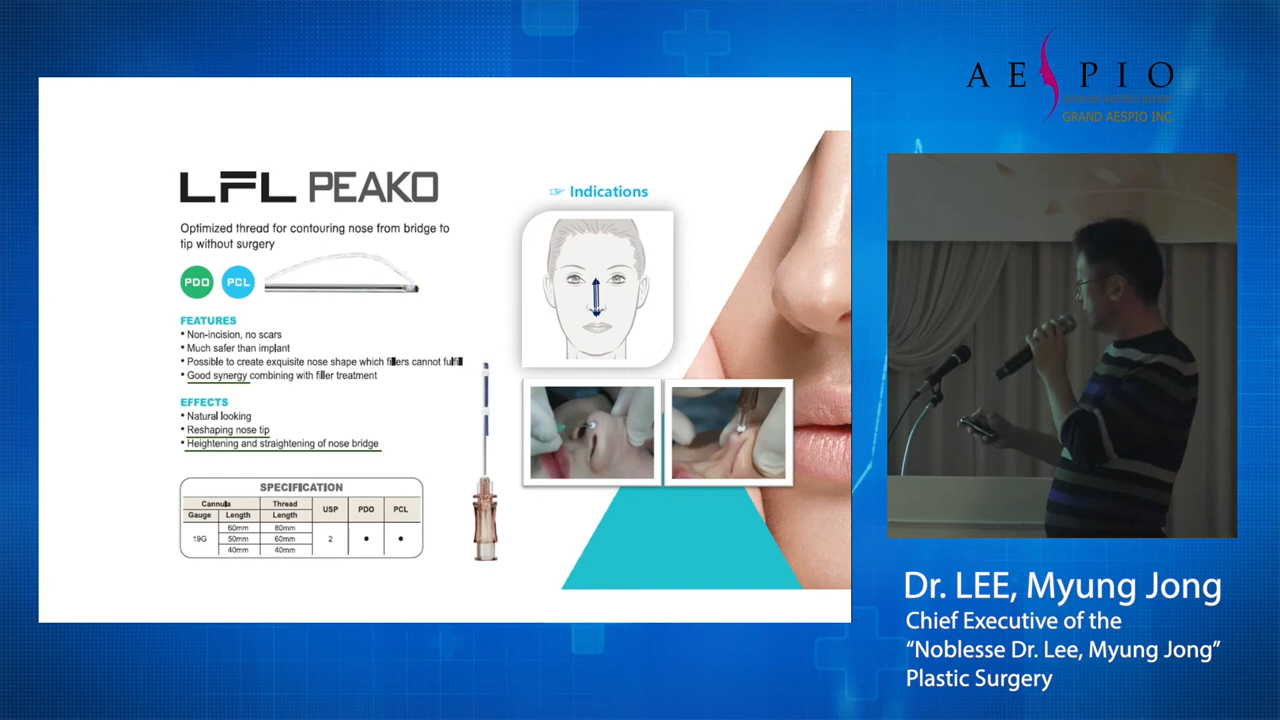 AESPIO
GRAND AESPIO INC.
LFL PEAKO
Optimized thread for contouring nose from bridge to
tip without surgery
PDO PCL
FEATURES
• Non-incision, no scars
• Much safer than implant
• Possible to create exquisite nose shape which fillers cannot fulfill
• Good synergy combining with filler treatment
EFFECTS
• Natural looking
• Reshaping nose tip
• Heightening and straightening of nose bridge
SPECIFICATION
Cannula Thread USP PDO PCL
Gauge Length Length
60mm 80mm
19G 50mm 60mm 2 • •
40mm 40mm
☞ Indications
Dr. LEE, Myung Jong
Chief Executive of the
“Noblesse Dr. Lee, Myung Jong”
Plastic Surgery